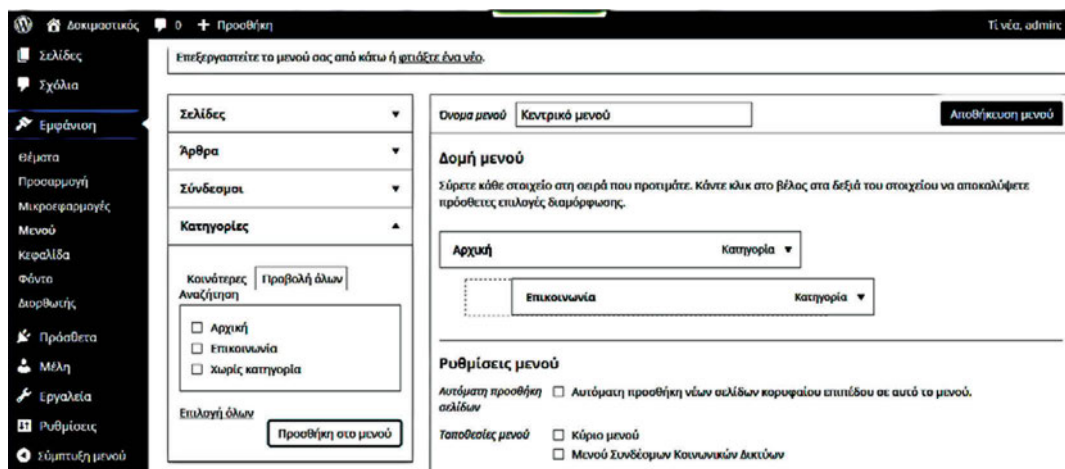 Δοκιμαστικός 0 + Προσθήκη Τί νέα, admin;
Σελίδες
Σχόλια
Εμφάνιση
Θέματα
Προσαρμογή
Μικροεφαρμογές
Μενού
Κεφαλίδα
Φόντο
Διορθωτής
Πρόσθετα
Μέλη
Εργαλεία
Ρυθμίσεις
Σύμπτυξη μενού
Επεξεργαστείτε το μενού σας από κάτω ή φτιάξτε ένα νέο.
Σελίδες
Άρθρα
Σύνδεσμοι
Κατηγορίες
Κοινότερες Προβολή όλων
Αναζήτηση
Αρχική
Επικοινωνία
Χωρίς κατηγορία
Επιλογή όλων
Προσθήκη στο μενού
Όνομα μενού Κεντρικό μενού Αποθήκευση μενού
Δομή μενού
Σύρετε κάθε στοιχείο στη σειρά που προτιμάτε. Κάντε κλικ στο βέλος στα δεξιά του στοιχείου να αποκαλύψετε
πρόσθετες επιλογές διαμόρφωσης.
Αρχική Κατηγορία
Επικοινωνία Κατηγορία
Ρυθμίσεις μενού
Αυτόματη προσθήκη Αυτόματη προσθήκη νέων σελίδων κορυφαίου επιπέδου σε αυτό το μενού.
σελίδων
Τοποθεσίες μενού Κύριο μενού
Μενού Συνδέσμων Κοινωνικών Δικτύων